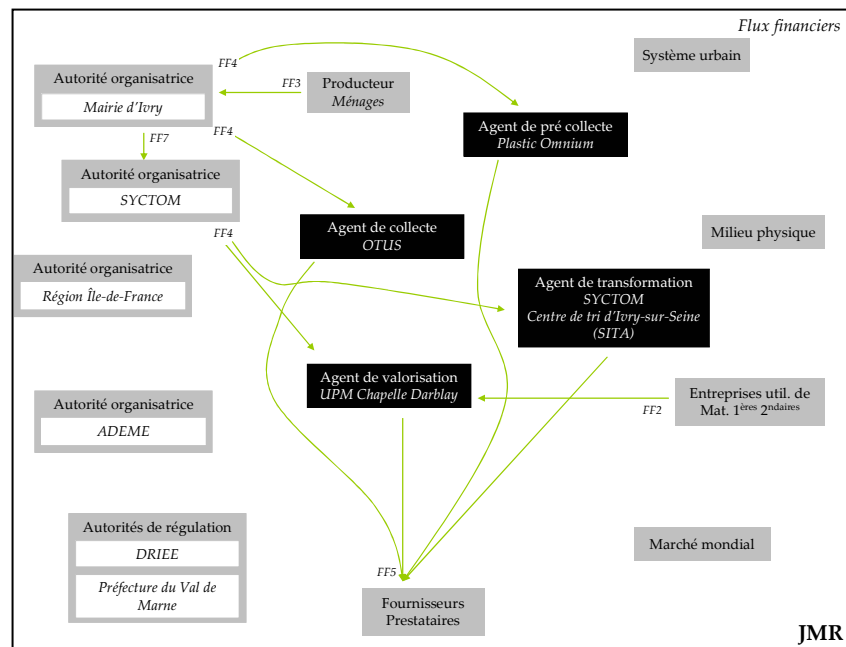 Flux financiers
Système urbain
FF4
Autorité organisatrice
Mairie d'Ivry
FF3
Producteur
Ménages
FF7
FF4
Agent de pré collecte
Plastic Omnium
Autorité organisatrice
SYCTOM
FF4
Agent de collecte
OTUS
Milieu physique
Autorité organisatrice
Région Île-de-France
Agent de transformation
SYCTOM
Centre de tri d'Ivry-sur-Seine
(SITA)
Agent de valorisation
UPM Chapelle Darblay
FF2
Entreprises util. de
Mat. 1ères 2ndaires
Autorité organisatrice
ADEME
Autorités de régulation
DRIEE
Préfecture du Val de
Marne
Marché mondial
FF5
Fournisseurs
Prestataires
JMR